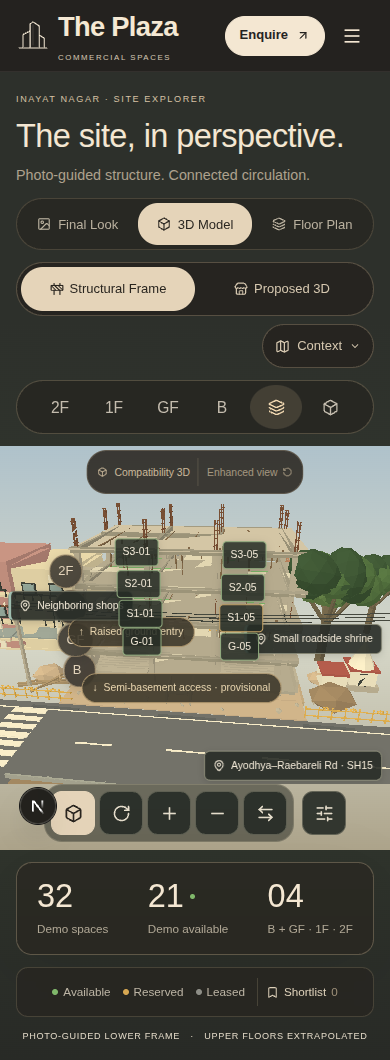 The Plaza
COMMERCIAL SPACES
Enquire
INAYAT NAGAR · SITE EXPLORER
The site, in perspective.
Photo-guided structure. Connected circulation.
Final Look
3D Model
Floor Plan
Structural Frame
Proposed 3D
Context
2F
1F
GF
B
Compatibility 3D
Enhanced view
S3-01
S3-05
2F
S2-01
S2-05
Neighboring shop
S1-01
S1-05
↑ Raised entry
G-01
G-05
Small roadside shrine
B
↓ Semi-basement access · provisional
Ayodhya–Raebareli Rd · SH15
N
32
Demo spaces
21
Demo available
04
B + GF · 1F · 2F
Available
Reserved
Leased
Shortlist 0
PHOTO-GUIDED LOWER FRAME · UPPER FLOORS EXTRAPOLATED